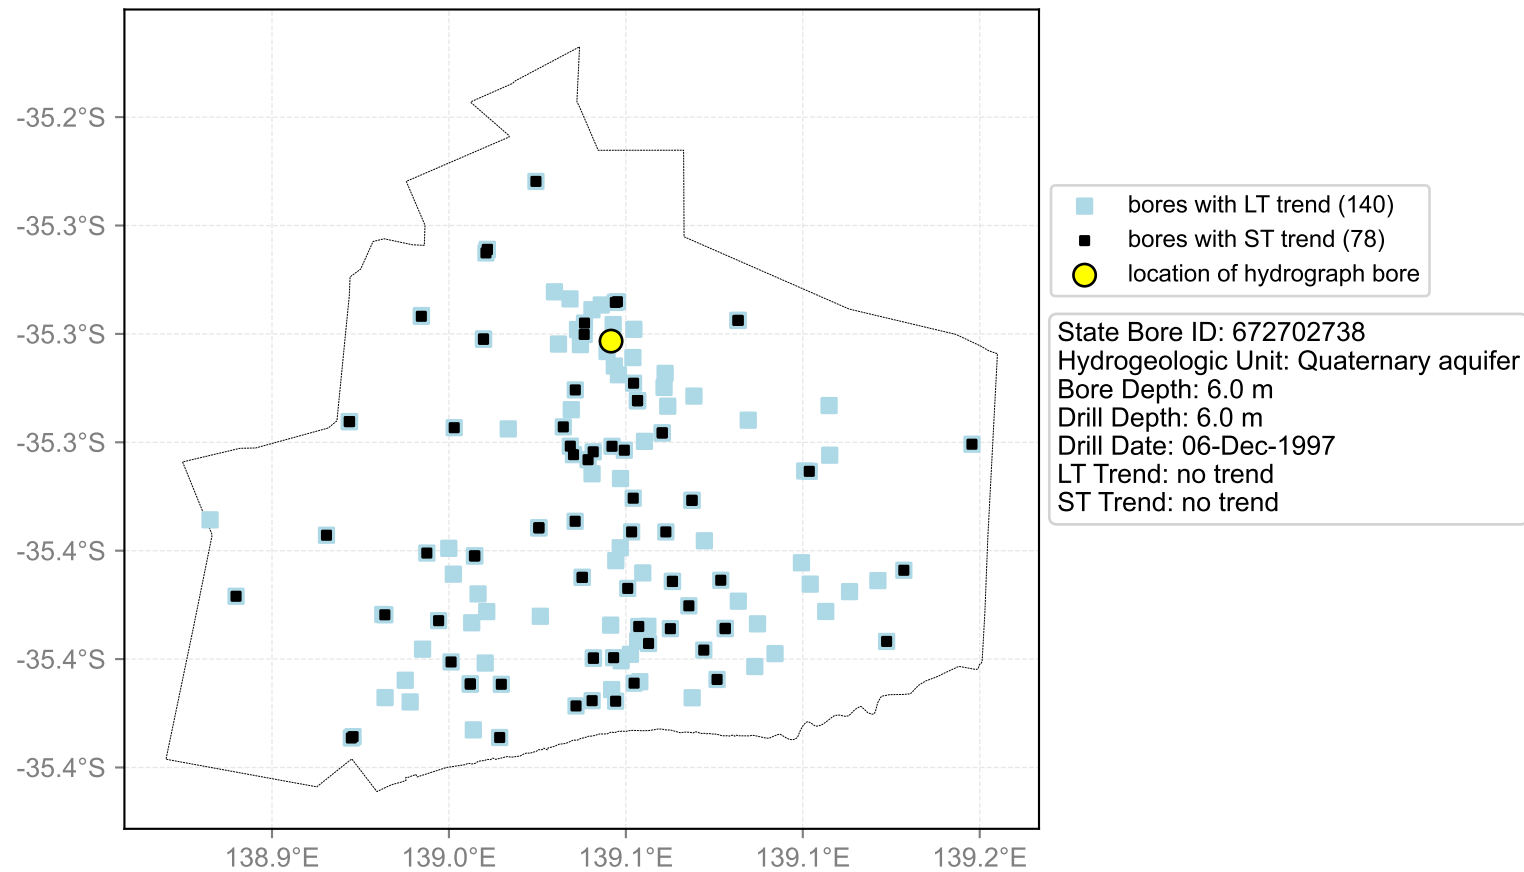 -35.2°S
-35.3°S
-35.3°S
-35.3°S
-35.4°S
-35.4°S
-35.4°S
138.9°E
139.0°E
139.1°E
139.1°E
139.2°E
bores with LT trend (140)
bores with ST trend (78)
location of hydrograph bore
State Bore ID: 672702738
Hydrogeologic Unit: Quaternary aquifer
Bore Depth: 6.0 m
Drill Depth: 6.0 m
Drill Date: 06-Dec-1997
LT Trend: no trend
ST Trend: no trend